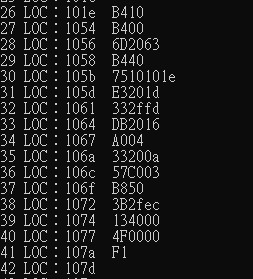 26 LOC：101e B410
27 LOC：1054 B400
28 LOC：1056 6D2063
29 LOC：1058 B440
30 LOC：105b 7510101e
31 LOC：105d E3201d
32 LOC：1061 332ffd
33 LOC：1064 DB2016
34 LOC：1067 A004
35 LOC：106a 33200a
36 LOC：106c 57C003
37 LOC：106f B850
38 LOC：1072 3B2fec
39 LOC：1074 134000
40 LOC：1077 4F0000
41 LOC：107a F1
42 LOC：107d